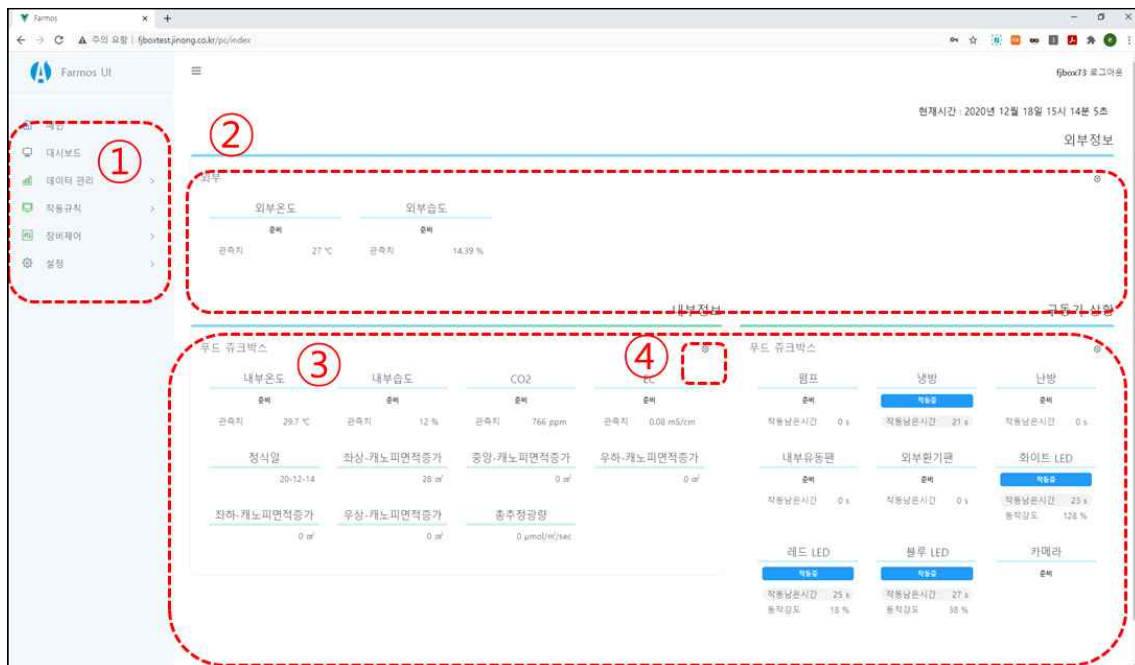 Farmos
주의 요함 | fjboxtest.jinong.co.kr/pc/index
Farmos UI
fjbox73 로그아웃
현재시간 : 2020년 12월 18일 15시 14분 5초
외부정보
①
②
메인
대시보드
데이터 관리
작동규칙
장비제어
설정
외부
외부온도 외부습도
준비 준비
관측치 27 ℃ 관측치 14.39 %
내부정보 구동기 상황
③
④
푸드 쥬크박스 푸드 쥬크박스
내부온도 내부습도 CO2 EC
준비 준비 준비 준비
관측치 29.7 ℃ 관측치 12 % 관측치 766 ppm 관측치 0.08 mS/cm
정식일 좌상-캐노피면적증가 중앙-캐노피면적증가 우하-캐노피면적증가
20-12-14 28 ㎠ 0 ㎠ 0 ㎠
좌하-캐노피면적증가 우상-캐노피면적증가 총추정광량
0 ㎠ 0 ㎠ 0 μmol/㎡/sec
펌프 냉방 난방
준비 작동중 준비
작동남은시간 0 s 작동남은시간 21 s 작동남은시간 0 s
내부유동팬 외부환기팬 화이트 LED
준비 준비 작동중
작동남은시간 0 s 작동남은시간 0 s 작동남은시간 23 s
동작강도 128 %
레드 LED 블루 LED 카메라
작동중 작동중 준비
작동남은시간 25 s 작동남은시간 27 s
동작강도 18 % 동작강도 38 %